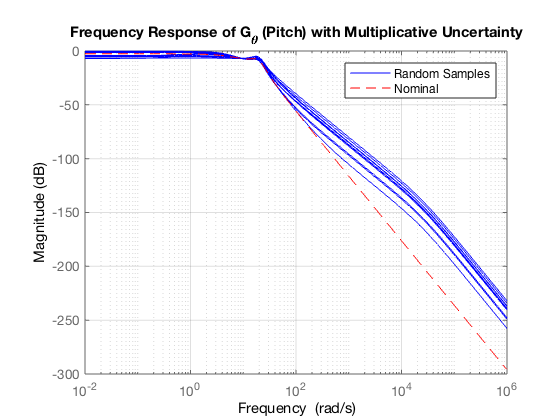 Frequency Response of G_θ (Pitch) with Multiplicative Uncertainty
0
-50
-100
-150
-200
-250
-300
Magnitude (dB)
Random Samples
Nominal
10^-2
10^0
10^2
10^4
10^6
Frequency (rad/s)